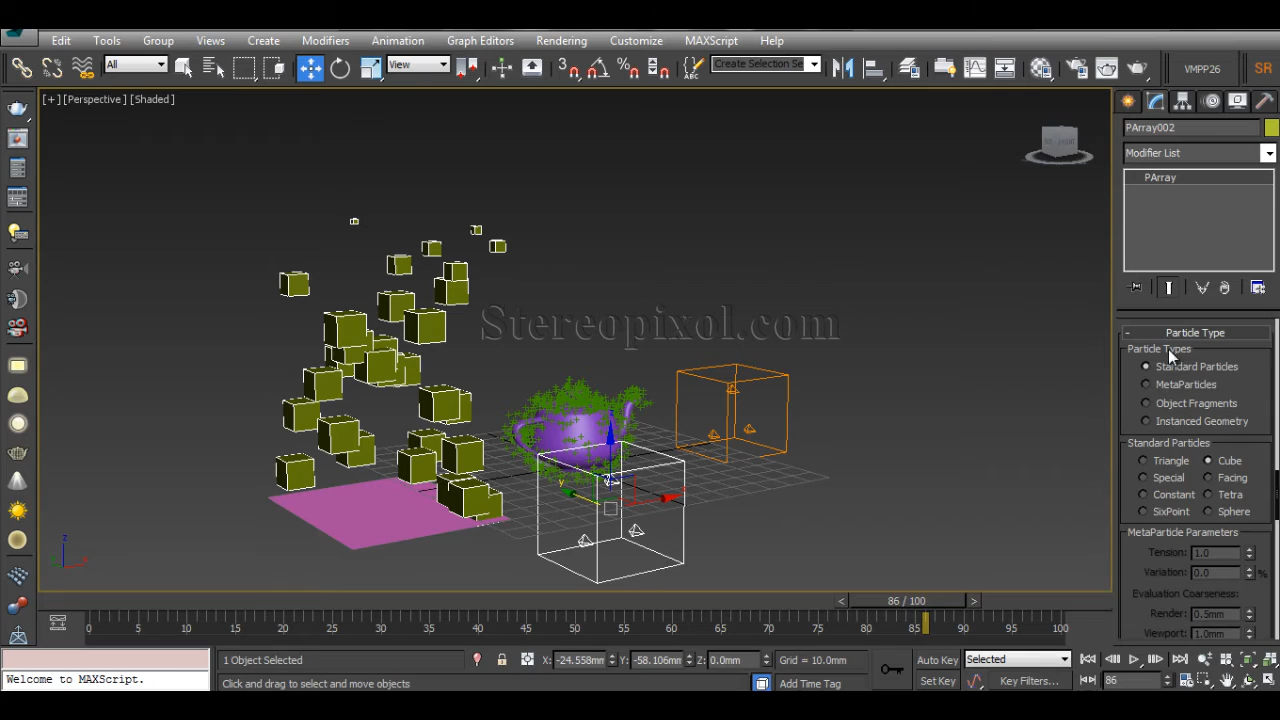 Edit Tools Group Views Create Modifiers Animation Graph Editors Rendering Customize MAXScript Help
All View 3 % ABC Create Selection Se VMPP26 SR
[+] [Perspective] [Shaded]
FRONT
PArray002
Modifier List
PArray
- Particle Type
Particle Types
Standard Particles
MetaParticles
Object Fragments
Instanced Geometry
Standard Particles
Triangle Cube
Special Facing
Constant Tetra
SixPoint Sphere
MetaParticle Parameters
Tension: 1.0
Variation: 0.0 %
Evaluation Coarseness:
Render: 0.5mm
Viewport: 1.0mm
Stereopixol.com
z
y
x
< 86 / 100 >
0 5 10 15 20 25 30 35 40 45 50 55 60 65 70 75 80 85 90 95 100
1 Object Selected X: -24.558mm Y: -58.106mm Z: 0.0mm Grid = 10.0mm Auto Key Selected
Welcome to MAXScript. Click and drag to select and move objects Add Time Tag Set Key Key Filters... 86